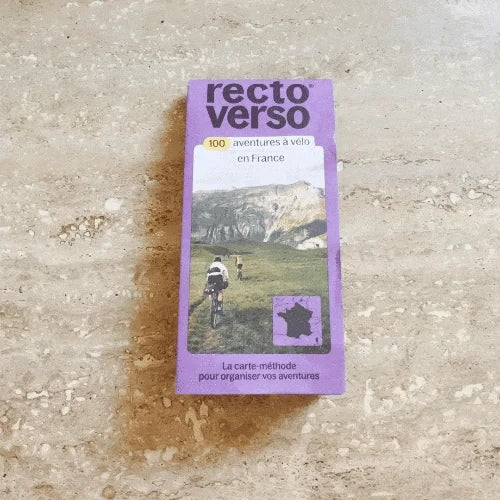 recto
verso
100 aventures à vélo
en France
La carte-méthode
pour organiser vos aventures